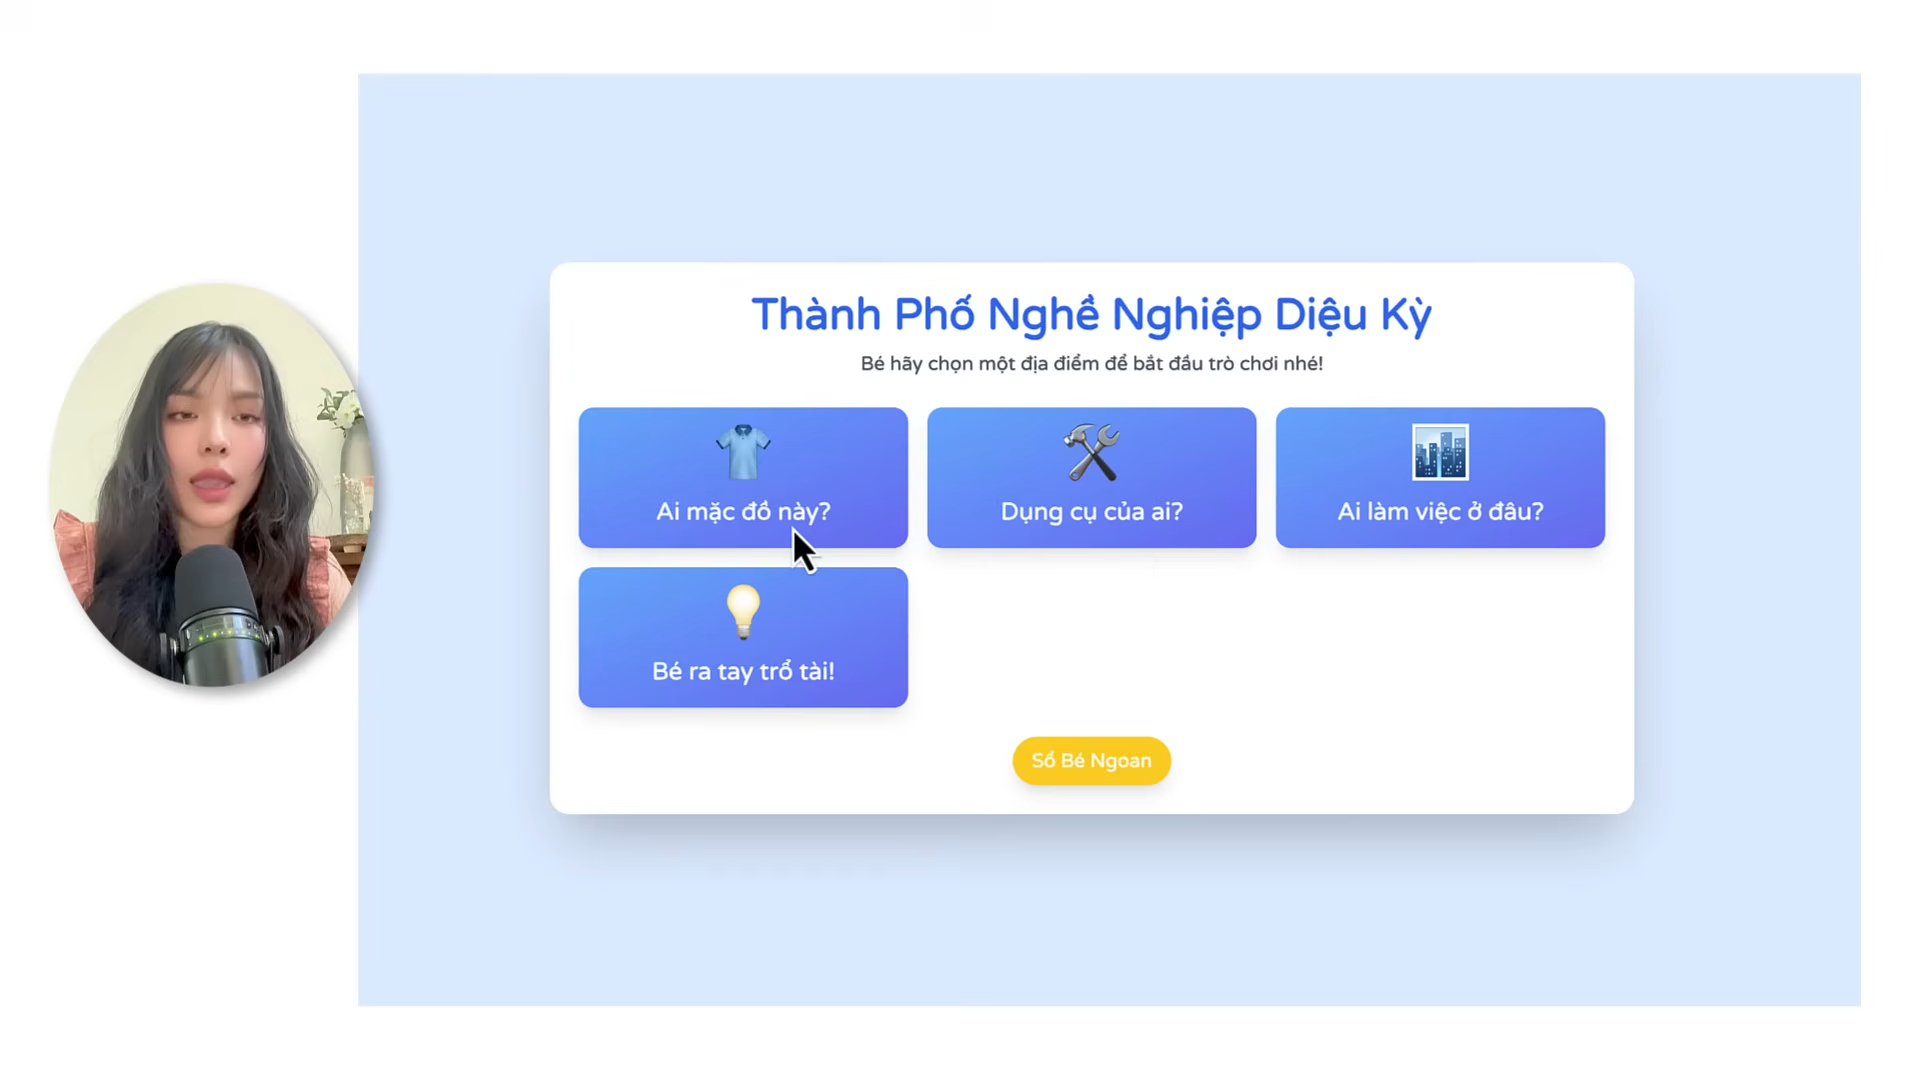 Thành Phố Nghề Nghiệp Diệu Kỳ
Bé hãy chọn một địa điểm để bắt đầu trò chơi nhé!
Ai mặc đồ này?
Dụng cụ của ai?
Ai làm việc ở đâu?
Bé ra tay trổ tài!
Sổ Bé Ngoan